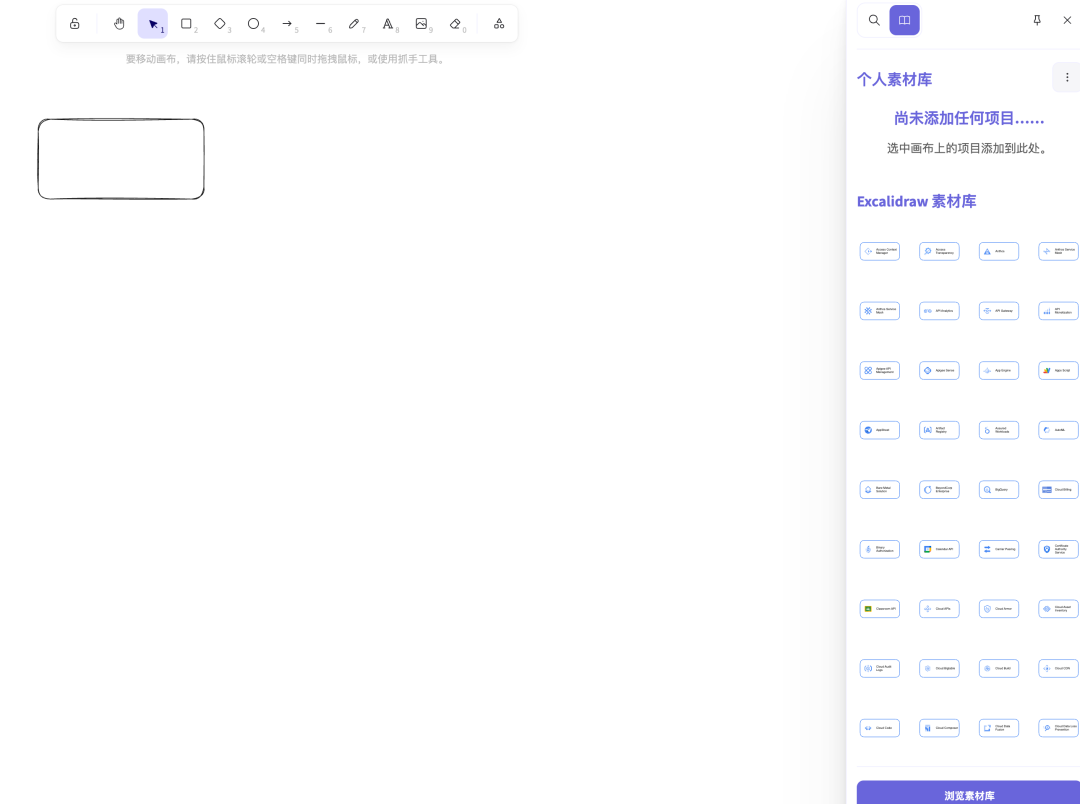 1
2
3
4
5
6
7
8
9
0
要移动画布，请按住鼠标滚轮或空格键同时拖拽鼠标，或使用抓手工具。
个人素材库
尚未添加任何项目……
选中画布上的项目添加到此处。
Excalidraw 素材库
Access Context
Manager
Access
Transparency
Anthos
Anthos Service
Mesh
Anthos Service
Mesh
API Analytics
API Gateway
API
Monetization
Apigee API
Management
Apigee Sense
App Engine
Apps Script
AppSheet
Artifact
Registry
Assured
Workloads
AutoML
Bare Metal
Solution
BeyondCorp
Enterprise
BigQuery
Cloud Billing
Binary
Authorization
Calendar API
Carrier Peering
Certificate
Authority
Service
Classroom API
Cloud APIs
Cloud Armor
Cloud Asset
Inventory
Cloud Audit
Logs
Cloud Bigtable
Cloud Build
Cloud CDN
Cloud Code
Cloud Composer
Cloud Data
Fusion
Cloud Data Loss
Prevention
浏览素材库